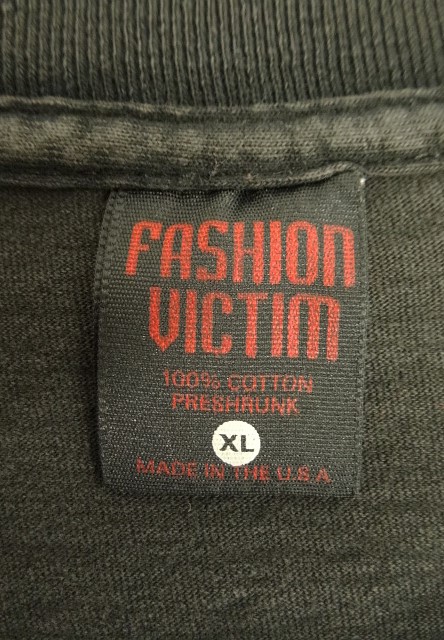 FASHION
VICTIM
100% COTTON
PRESHRUNK
XL
MADE IN THE U.S.A